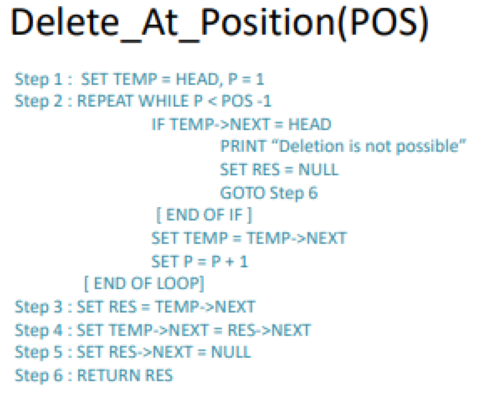 Delete_At_Position(POS)
Step 1 : SET TEMP = HEAD, P = 1
Step 2 : REPEAT WHILE P < POS -1
IF TEMP->NEXT = HEAD
PRINT “Deletion is not possible”
SET RES = NULL
GOTO Step 6
[ END OF IF ]
SET TEMP = TEMP->NEXT
SET P = P + 1
[ END OF LOOP]
Step 3 : SET RES = TEMP->NEXT
Step 4 : SET TEMP->NEXT = RES->NEXT
Step 5 : SET RES->NEXT = NULL
Step 6 : RETURN RES